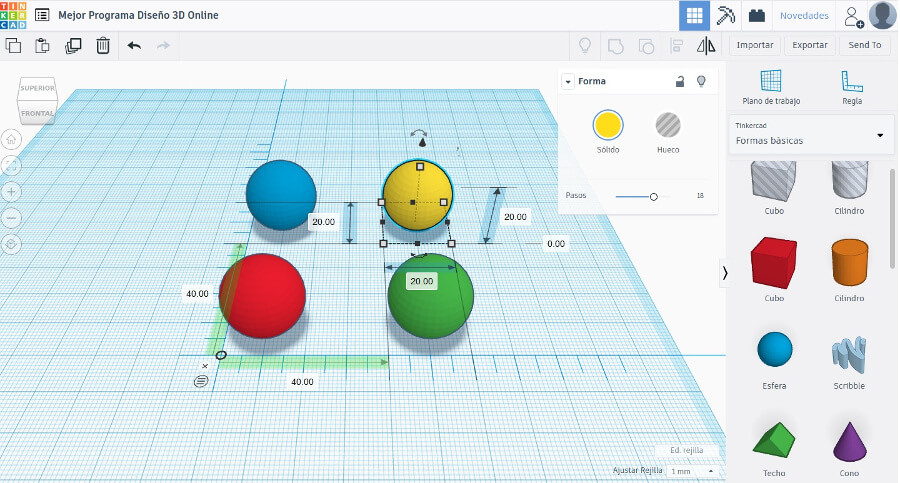 TIN
KER
CAD
Mejor Programa Diseño 3D Online
Novedades
Importar
Exportar
Send To
SUPERIOR
FRONTAL
Forma
Sólido
Hueco
Pasos
18
Plano de trabajo
Regla
Tinkercad
Formas básicas
Cubo
Cilindro
Cubo
Cilindro
Esfera
Scribble
Techo
Cono
20.00
20.00
0.00
20.00
40.00
40.00
Ed. rejilla
Ajustar Rejilla
1 mm